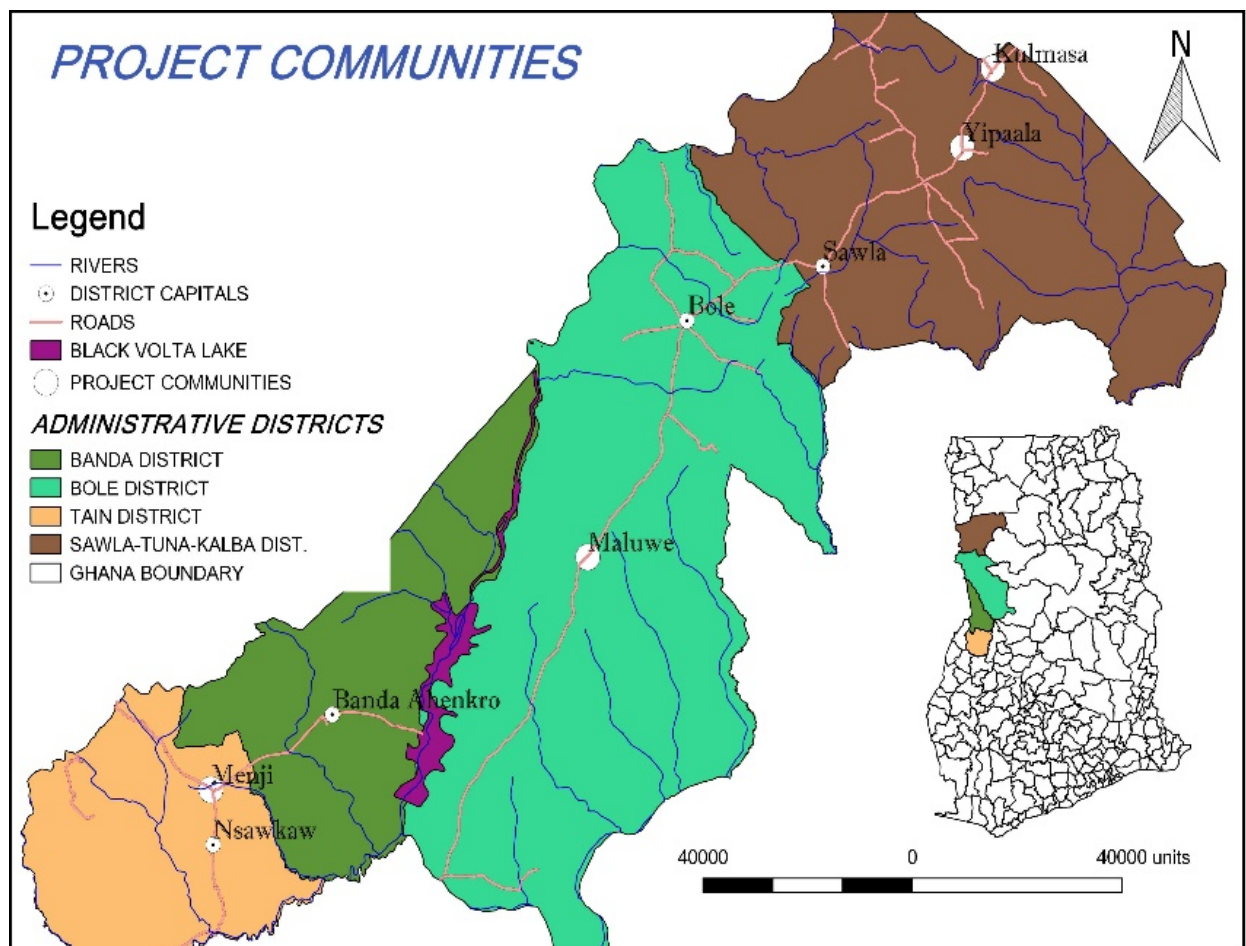 PROJECT COMMUNITIES
N
Kulmasa
Yipaala
Sawla
Bole
Maluwe
Banda Ahenkro
Menji
Nsawkaw
Legend
RIVERS
DISTRICT CAPITALS
ROADS
BLACK VOLTA LAKE
PROJECT COMMUNITIES
ADMINISTRATIVE DISTRICTS
BANDA DISTRICT
BOLE DISTRICT
TAIN DISTRICT
SAWLA-TUNA-KALBA DIST.
GHANA BOUNDARY
40000 0 40000 units